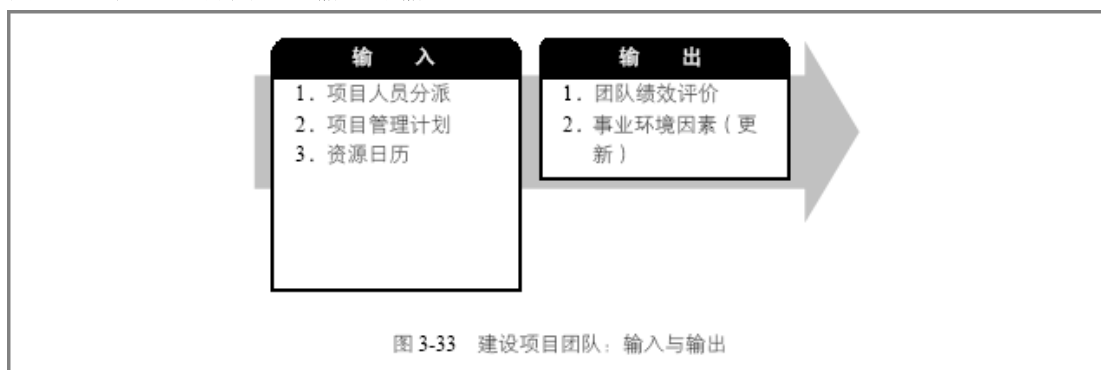 输 入
1. 项目人员分派
2. 项目管理计划
3. 资源日历
输 出
1. 团队绩效评价
2. 事业环境因素（更
新）
图 3-33 建设项目团队：输入与输出